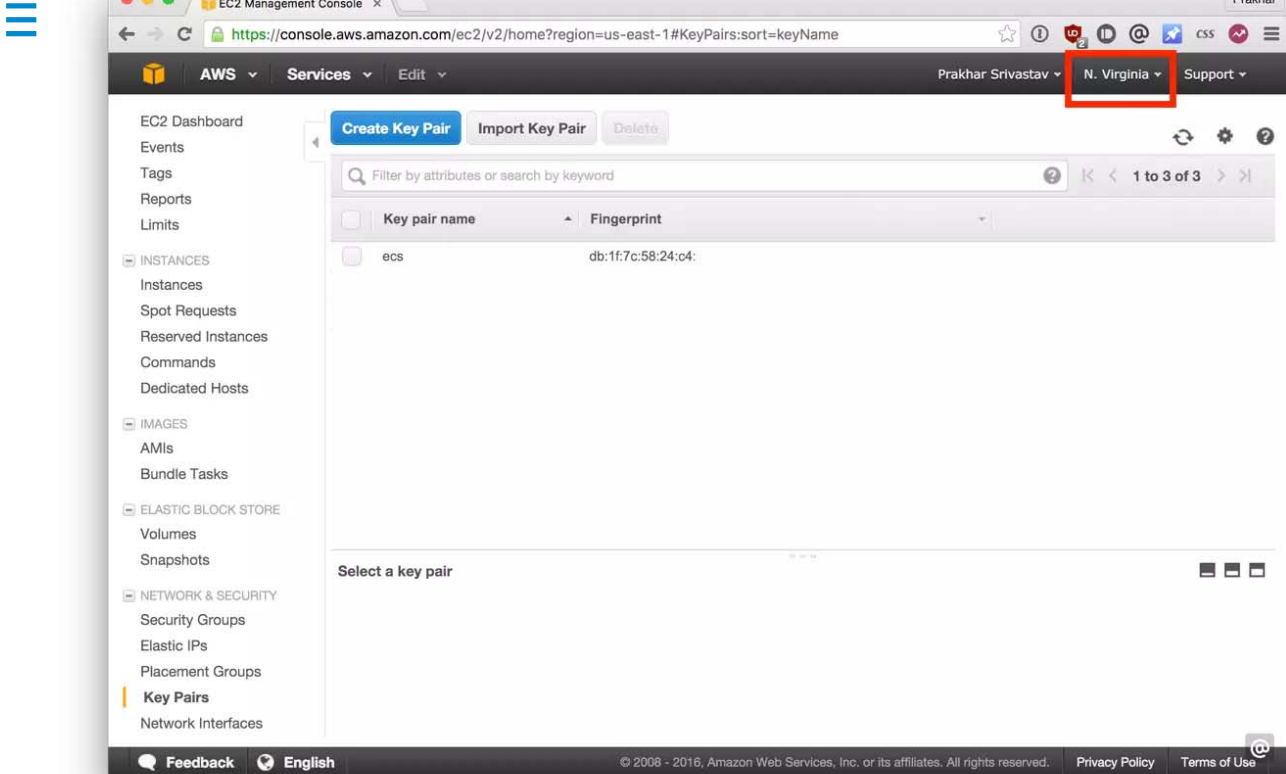 EC2 Management Console ×
Prakhar
https://console.aws.amazon.com/ec2/v2/home?region=us-east-1#KeyPairs:sort=keyName
2
css
AWS Services Edit
Prakhar Srivastav N. Virginia Support
EC2 Dashboard
Events
Tags
Reports
Limits
INSTANCES
Instances
Spot Requests
Reserved Instances
Commands
Dedicated Hosts
IMAGES
AMIs
Bundle Tasks
ELASTIC BLOCK STORE
Volumes
Snapshots
NETWORK & SECURITY
Security Groups
Elastic IPs
Placement Groups
Key Pairs
Network Interfaces
Create Key Pair Import Key Pair Delete
Filter by attributes or search by keyword
1 to 3 of 3
Key pair name Fingerprint
ecs db:1f:7c:58:24:c4:
Select a key pair
Feedback English
© 2008 - 2016, Amazon Web Services, Inc. or its affiliates. All rights reserved. Privacy Policy Terms of Use
@